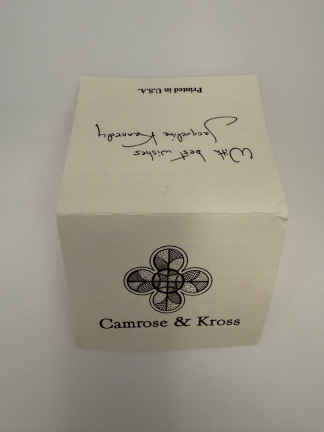 Printed in U.S.A.
With best wishes
Jacqueline Kennedy
Camrose & Kross